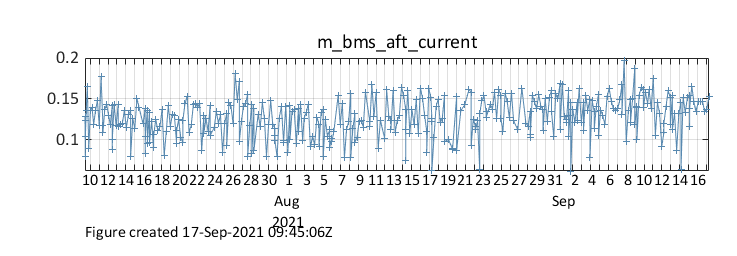 m_bms_aft_current
0.2
0.15
0.1
10 12 14 16 18 20 22 24 26 28 30 1 3 5 7 9 11 13 15 17 19 21 23 25 27 29 31 2 4 6 8 10 12 14 16
Aug Sep
2021
Figure created 17-Sep-2021 09:45:06Z